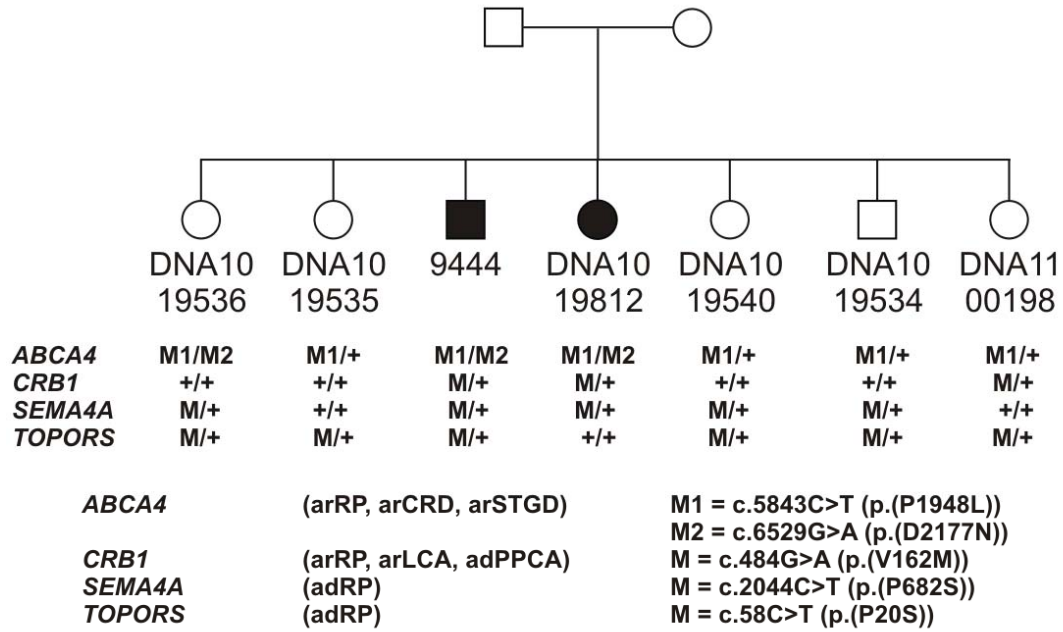 DNA10 DNA10 9444 DNA10 DNA10 DNA10 DNA11
19536 19535 19812 19540 19534 00198
ABCA4 M1/M2 M1/+ M1/M2 M1/M2 M1/+ M1/+ M1/+
CRB1 +/+ +/+ M/+ M/+ +/+ +/+ M/+
SEMA4A M/+ +/+ M/+ M/+ M/+ M/+ +/+
TOPORS M/+ M/+ M/+ +/+ M/+ M/+ M/+
ABCA4 (arRP, arCRD, arSTGD) M1 = c.5843C>T (p.(P1948L))
M2 = c.6529G>A (p.(D2177N))
CRB1 (arRP, arLCA, adPPCA) M = c.484G>A (p.(V162M))
SEMA4A (adRP) M = c.2044C>T (p.(P682S))
TOPORS (adRP) M = c.58C>T (p.(P20S))